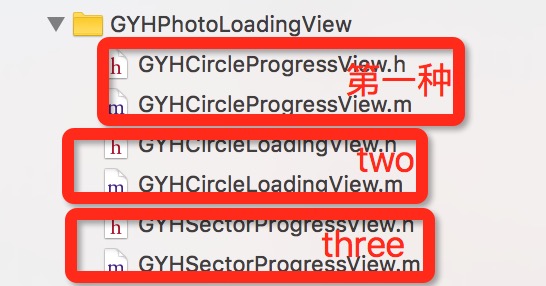 GYHPhotoLoadingView
h GYHCircleProgressView.h
第一种
m GYHCircleProgressView.m
h GYHCircleLoadingView.h
two
m GYHCircleLoadingView.m
h GYHSectorProgressView.h
three
m GYHSectorProgressView.m